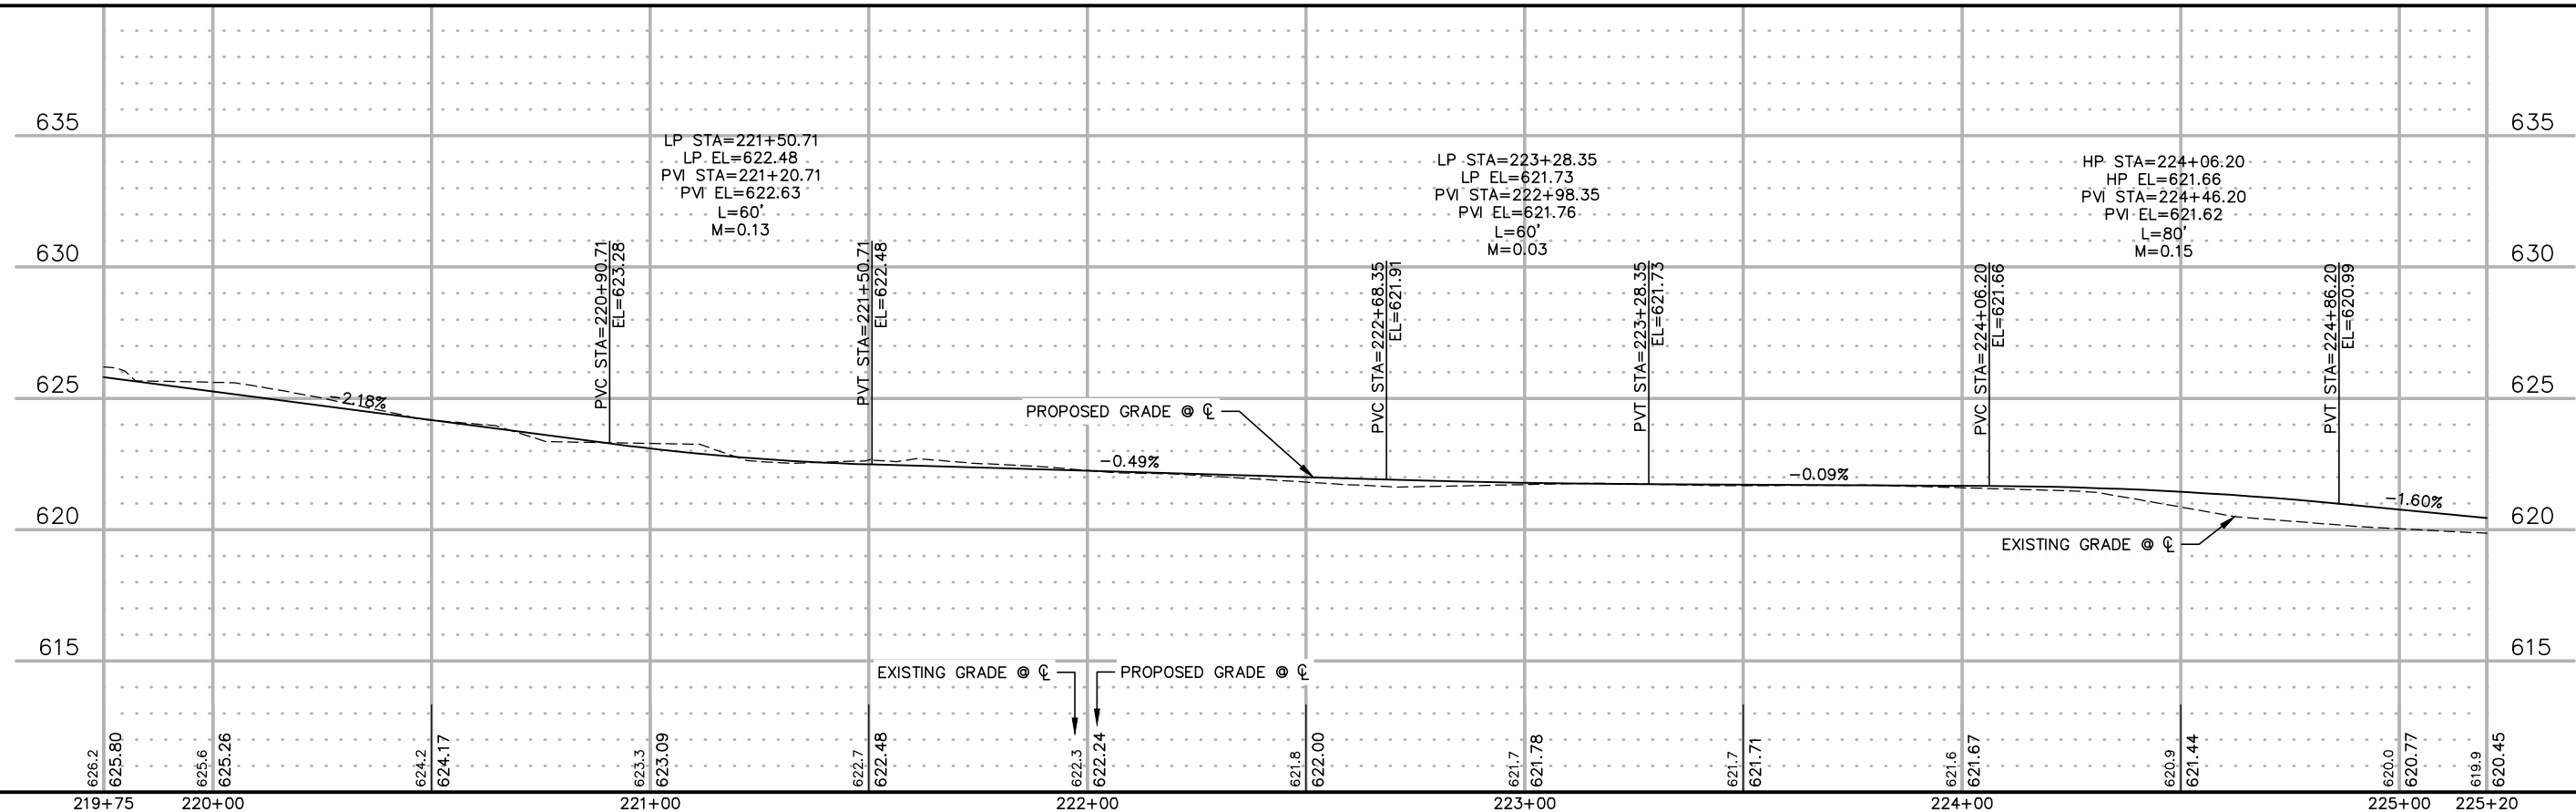 LP STA=221+50.71
LP EL=622.48
PVI STA=221+20.71
PVI EL=622.63
L=60'
M=0.13
LP STA=223+28.35
LP EL=621.73
PVI STA=222+98.35
PVI EL=621.76
L=60'
M=0.03
HP STA=224+06.20
HP EL=621.66
PVI STA=224+46.20
PVI EL=621.62
L=80'
M=0.15
635
635
630
630
625
625
620
620
615
615
PVC STA=220+90.71
EL=623.28
PVT STA=221+50.71
EL=622.48
PVC STA=222+68.35
EL=621.91
PVT STA=223+28.35
EL=621.73
PVC STA=224+06.20
EL=621.66
PVT STA=224+86.20
EL=620.99
-2.18%
-0.49%
-0.09%
-1.60%
PROPOSED GRADE @ ℄
EXISTING GRADE @ ℄
EXISTING GRADE @ ℄
PROPOSED GRADE @ ℄
626.2
625.80
625.6
625.26
624.2
624.17
623.3
623.09
622.7
622.48
622.3
622.24
621.8
622.00
621.7
621.78
621.7
621.71
621.6
621.67
620.9
621.44
620.0
620.77
619.9
620.45
219+75
220+00
221+00
222+00
223+00
224+00
225+00
225+20